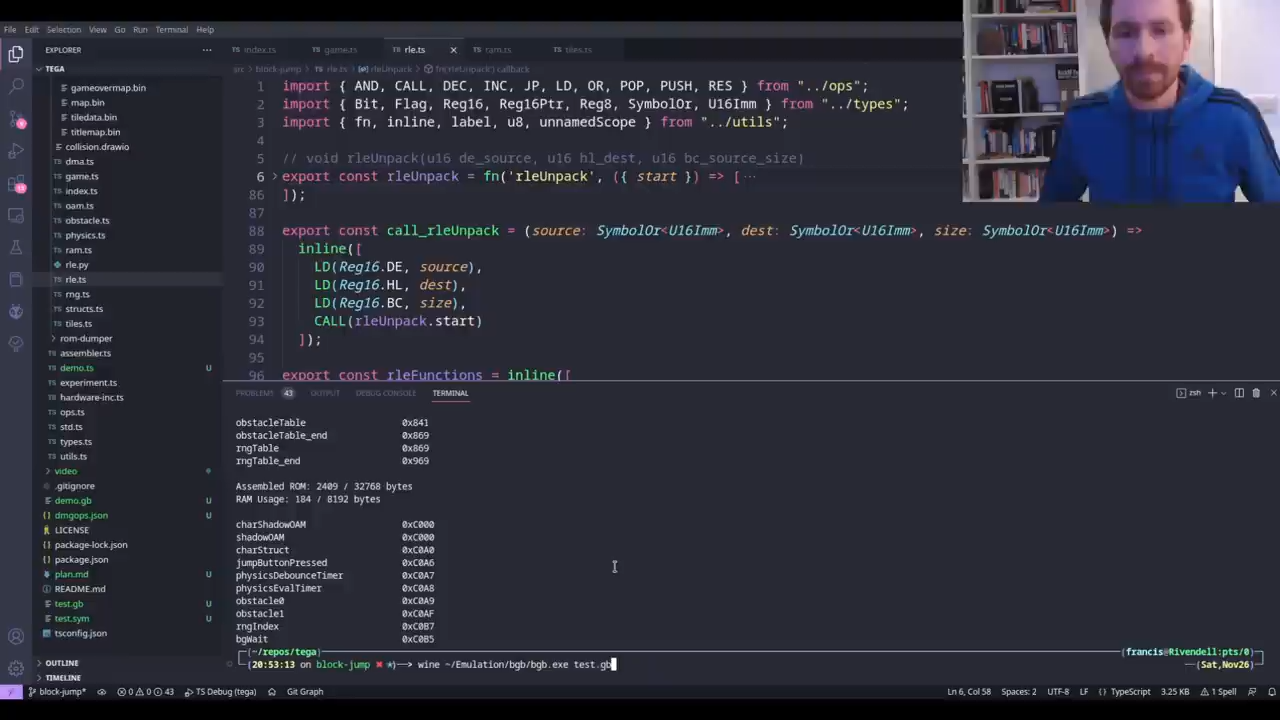 File Edit Selection View Go Run Terminal Help
EXPLORER
TEGA
gameovermap.bin
map.bin
tiledata.bin
titlemap.bin
collision.drawio
dma.ts
game.ts
index.ts
oam.ts
obstacle.ts
physics.ts
ram.ts
rle.py
rle.ts
rng.ts
structs.ts
tiles.ts
rom-dumper
assembler.ts
demo.ts U
experiment.ts
hardware-inc.ts
ops.ts
std.ts
types.ts
utils.ts
video
.gitignore
demo.gb U
dmgops.json U
LICENSE
package-lock.json
package.json
plan.md U
README.md
test.gb U
test.sym U
tsconfig.json
OUTLINE
TIMELINE
index.ts game.ts rle.ts ram.ts tiles.ts
src > block-jump > rle.ts > rleUnpack > fn('rleUnpack') callback
1 import { AND, CALL, DEC, INC, JP, LD, OR, POP, PUSH, RES } from "../ops";
2 import { Bit, Flag, Reg16, Reg16Ptr, Reg8, SymbolOr, U16Imm } from "../types";
3 import { fn, inline, label, u8, unnamedScope } from "../utils";
4
5 // void rleUnpack(u16 de_source, u16 hl_dest, u16 bc_source_size)
6 export const rleUnpack = fn('rleUnpack', ({ start }) => [ ···
86 ]);
87
88 export const call_rleUnpack = (source: SymbolOr<U16Imm>, dest: SymbolOr<U16Imm>, size: SymbolOr<U16Imm>) =>
89 inline([
90 LD(Reg16.DE, source),
91 LD(Reg16.HL, dest),
92 LD(Reg16.BC, size),
93 CALL(rleUnpack.start)
94 ]);
95
96 export const rleFunctions = inline([
PROBLEMS 43 OUTPUT DEBUG CONSOLE TERMINAL zsh
obstacleTable 0x841
obstacleTable_end 0x869
rngTable 0x869
rngTable_end 0x969
Assembled ROM: 2409 / 32768 bytes
RAM Usage: 184 / 8192 bytes
charShadowOAM 0xC000
shadowOAM 0xC000
charStruct 0xC0A0
jumpButtonPressed 0xC0A6
physicsDebounceTimer 0xC0A7
physicsEvalTimer 0xC0A8
obstacle0 0xC0A9
obstacle1 0xC0AF
rngIndex 0xC0B7
bgWait 0xC0B5
(~/repos/tega) (francis@Rivendell:pts/0)
(20:53:13 on block-jump ✖ ✭)──> wine ~/Emulation/bgb/bgb.exe test.gb (Sat,Nov26)
block-jump* 0 0 43 TS Debug (tega) Git Graph Ln 6, Col 58 Spaces: 2 UTF-8 LF TypeScript 3.25 KB 1 Spell